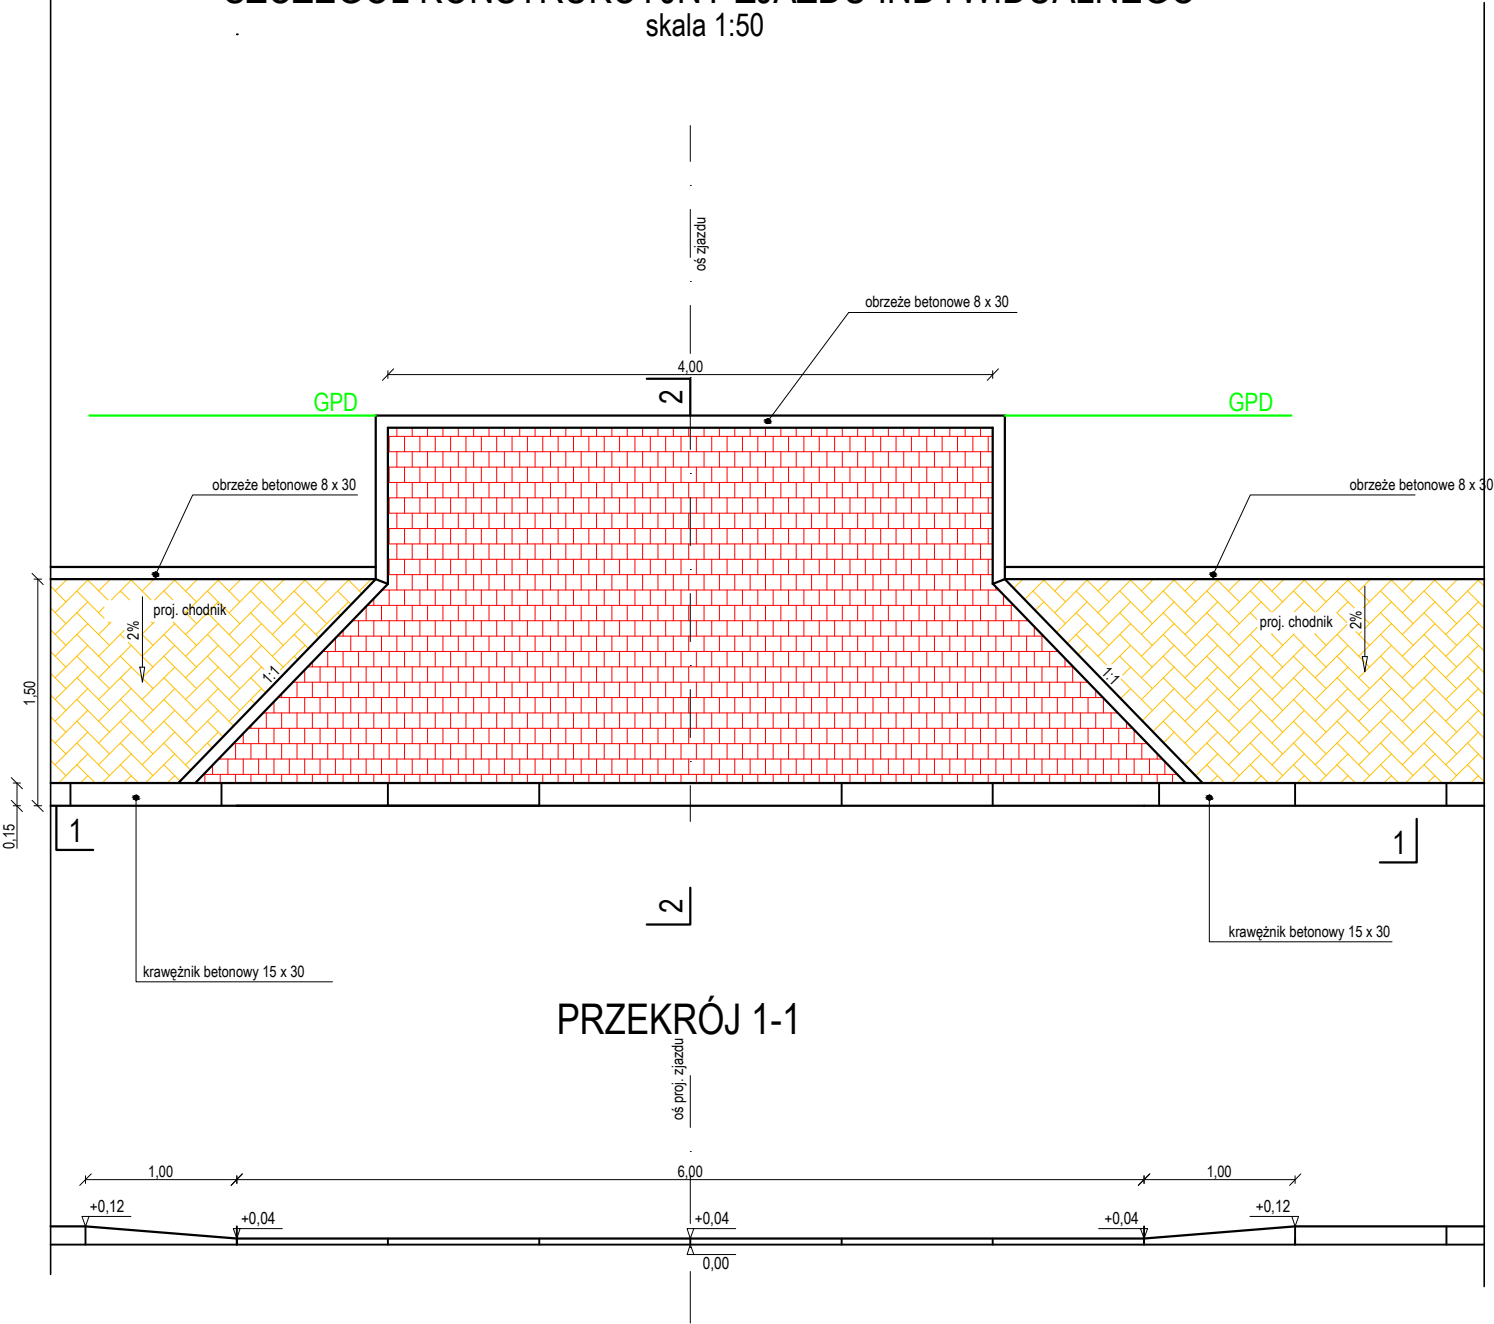 skala 1:50
oś zjazdu
obrzeże betonowe 8 x 30
4,00
2
GPD
GPD
obrzeże betonowe 8 x 30
obrzeże betonowe 8 x 30
proj. chodnik
2%
proj. chodnik
2%
1:1
1:1
1,50
0,15
1
1
2
krawężnik betonowy 15 x 30
krawężnik betonowy 15 x 30
PRZEKRÓJ 1-1
oś proj. zjazdu
1,00
6,00
1,00
+0,12
+0,04
+0,04
+0,04
+0,12
0,00